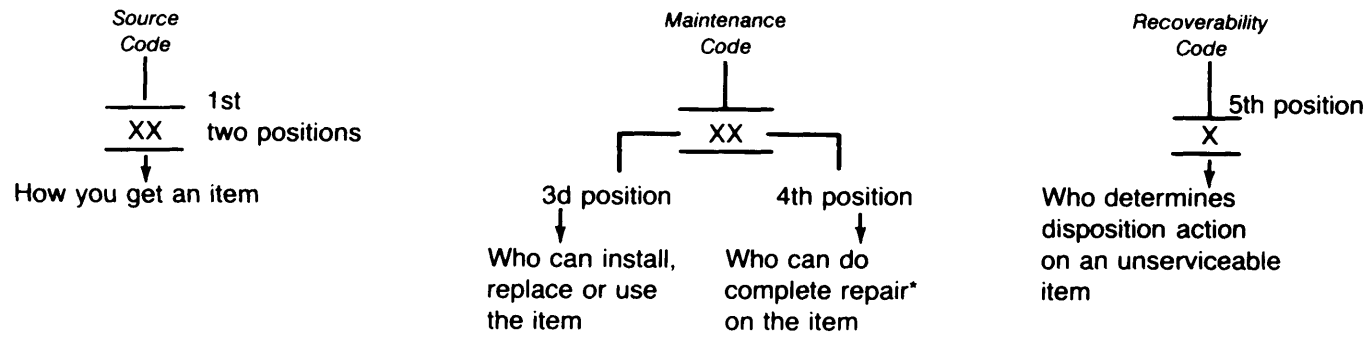 Source
Code
1st
XX two positions
How you get an item
Maintenance
Code
XX
3d position
4th position
Who can install,
replace or use
the item
Who can do
complete repair*
on the item
Recoverability
Code
5th position
X
Who determines
disposition action
on an unserviceable
item